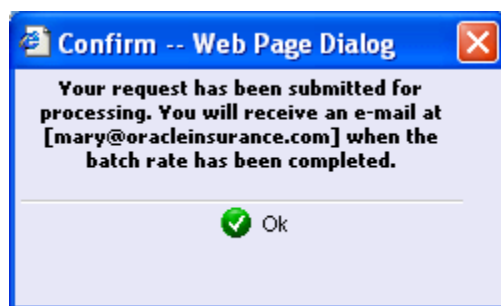 Confirm -- Web Page Dialog
Your request has been submitted for
processing. You will receive an e-mail at
[mary@oracleinsurance.com] when the
batch rate has been completed.
Ok